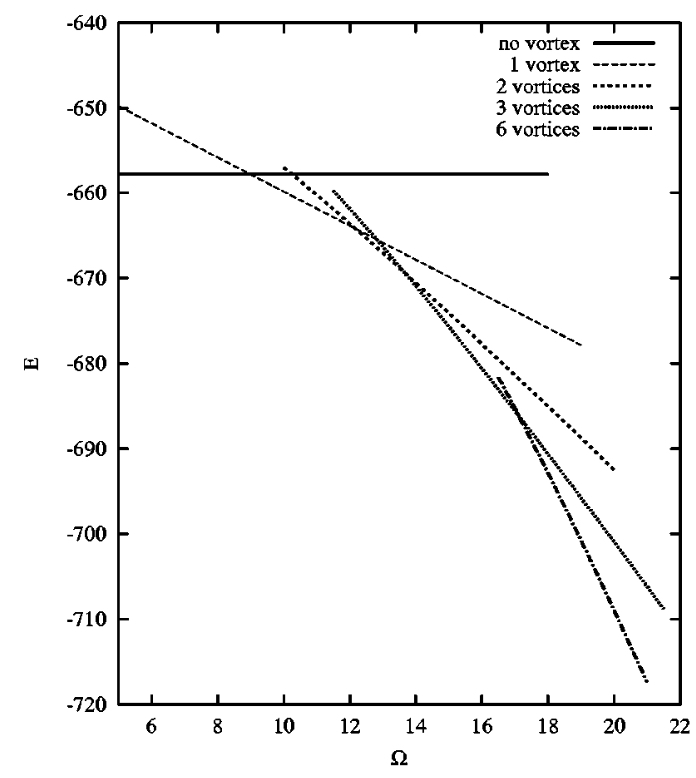 -640
-650
-660
-670
-680
-690
-700
-710
-720
E
6 8 10 12 14 16 18 20 22
Ω
no vortex
1 vortex
2 vortices
3 vortices
6 vortices